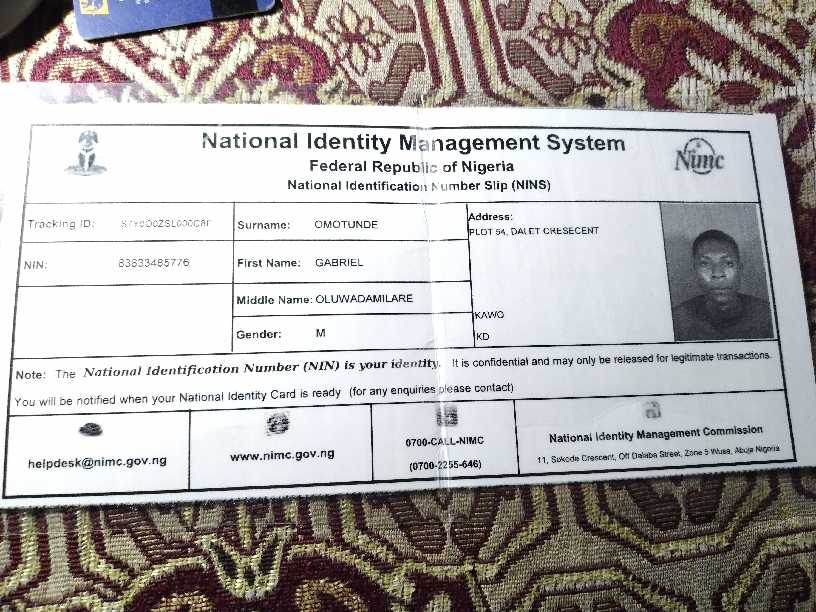 National Identity Management System
Federal Republic of Nigeria
National Identification Number Slip (NINS)
Nimc
Tracking ID:
Surname: OMOTUNDE
Address:
PLOT 54, DALET CRESECENT
NIN: 83833485776
First Name: GABRIEL
Middle Name: OLUWADAMILARE
KAWO
Gender: M
KD
Note: The National Identification Number (NIN) is your identity. It is confidential and may only be released for legitimate transactions.
You will be notified when your National Identity Card is ready (for any enquiries please contact)
helpdesk@nimc.gov.ng
www.nimc.gov.ng
0700-CALL-NIMC
(0700-2255-646)
National Identity Management Commission
11, Sokode Crescent, Off Dalaba Street, Zone 5 Wuse, Abuja Nigeria